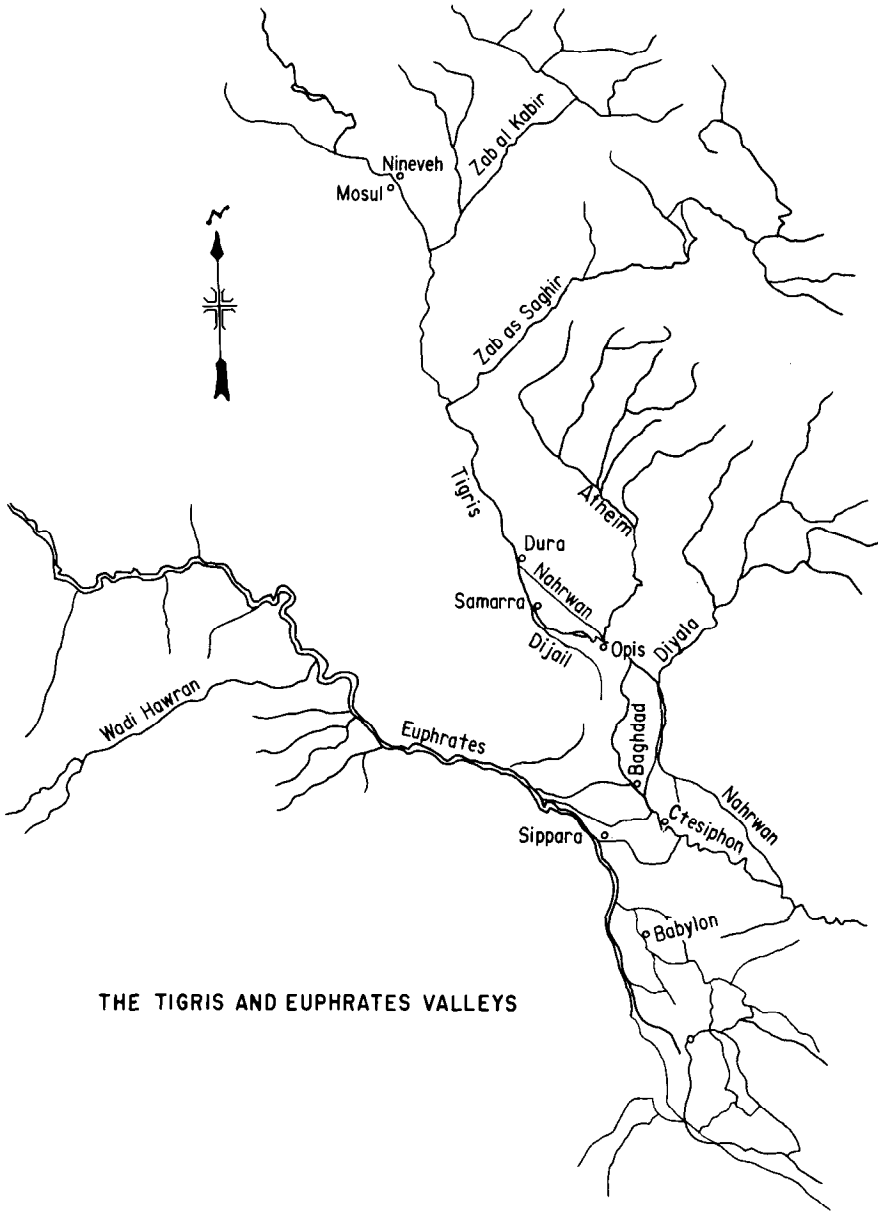 N
Zab al Kabir
Nineveh
Mosul
Zab as Saghir
Tigris
Atheim
Dura
Nahrwan
Samarra
Opis
Dijail
Diyala
Wadi Hawran
Euphrates
Baghdad
Nahrwan
Ctesiphon
Sippara
Babylon
THE TIGRIS AND EUPHRATES VALLEYS